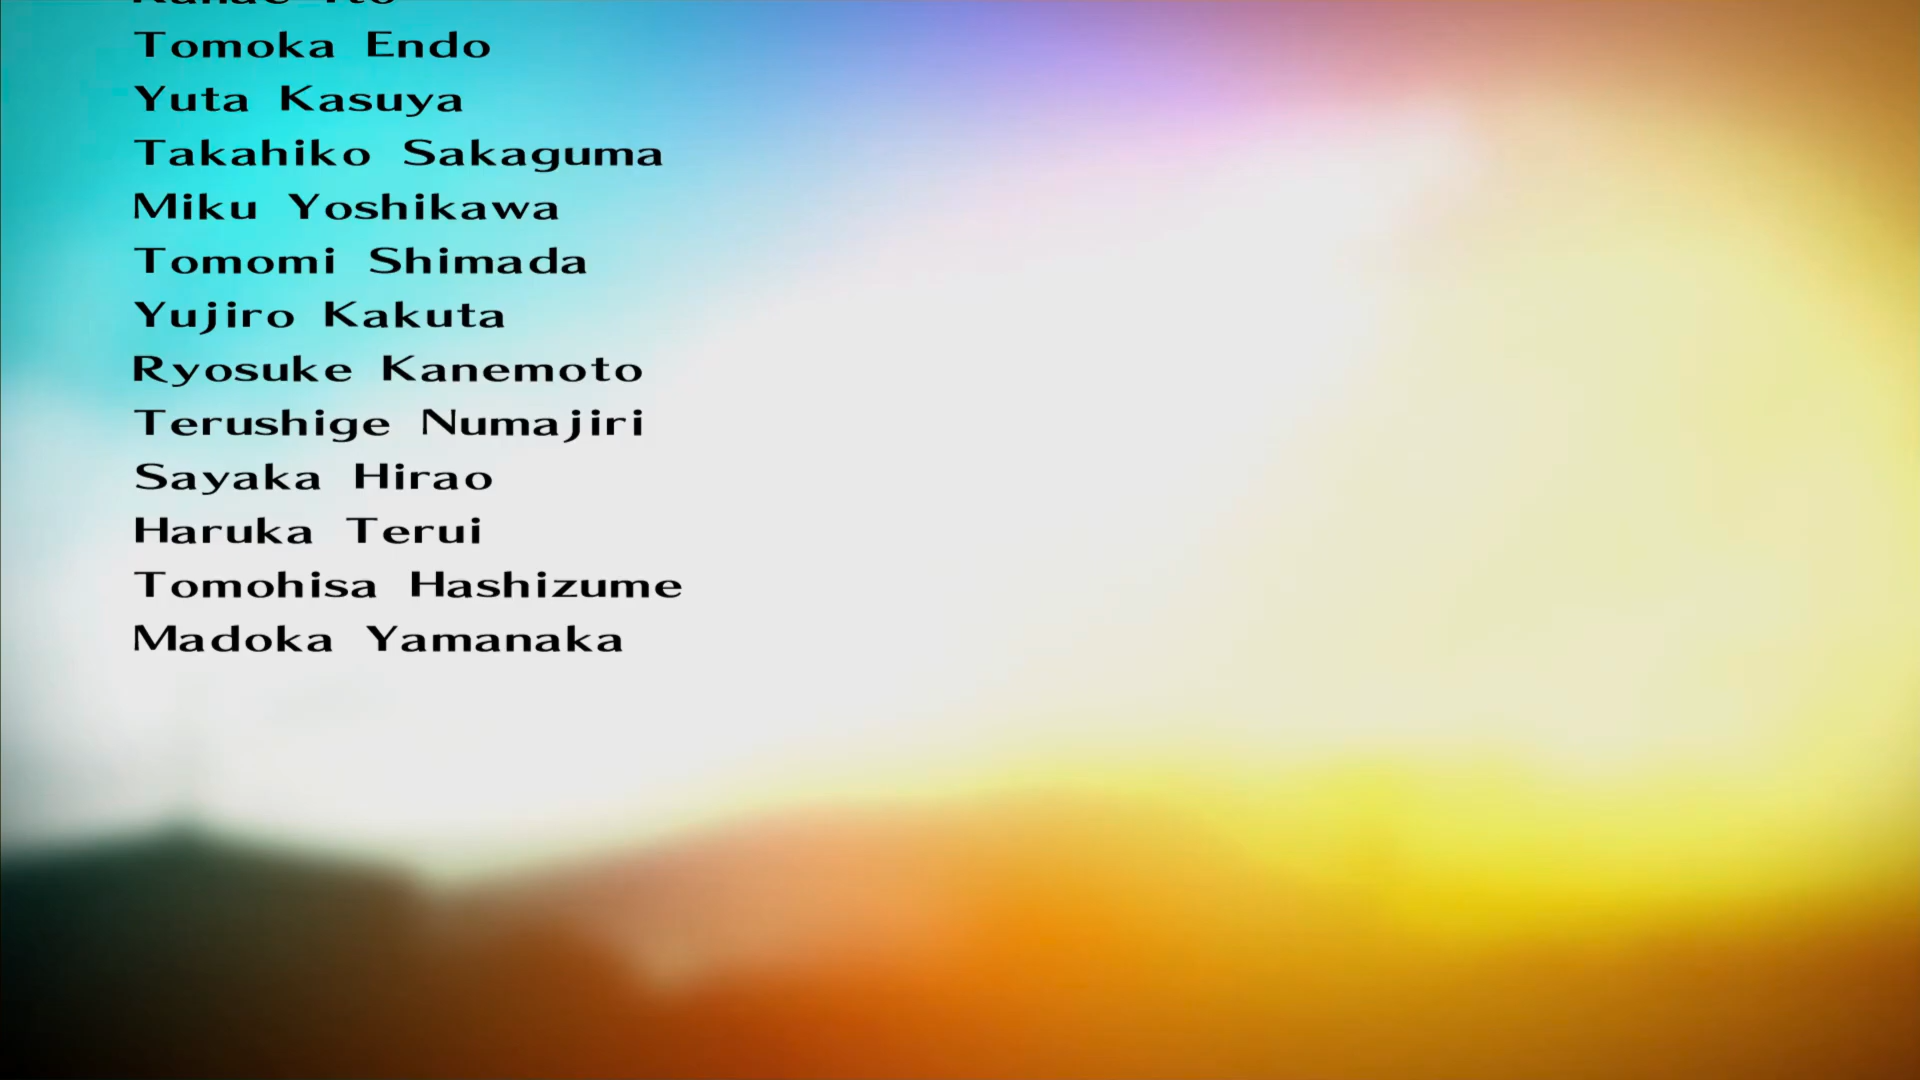 Tomoka Endo
Yuta Kasuya
Takahiko Sakaguma
Miku Yoshikawa
Tomomi Shimada
Yujiro Kakuta
Ryosuke Kanemoto
Terushige Numajiri
Sayaka Hirao
Haruka Terui
Tomohisa Hashizume
Madoka Yamanaka